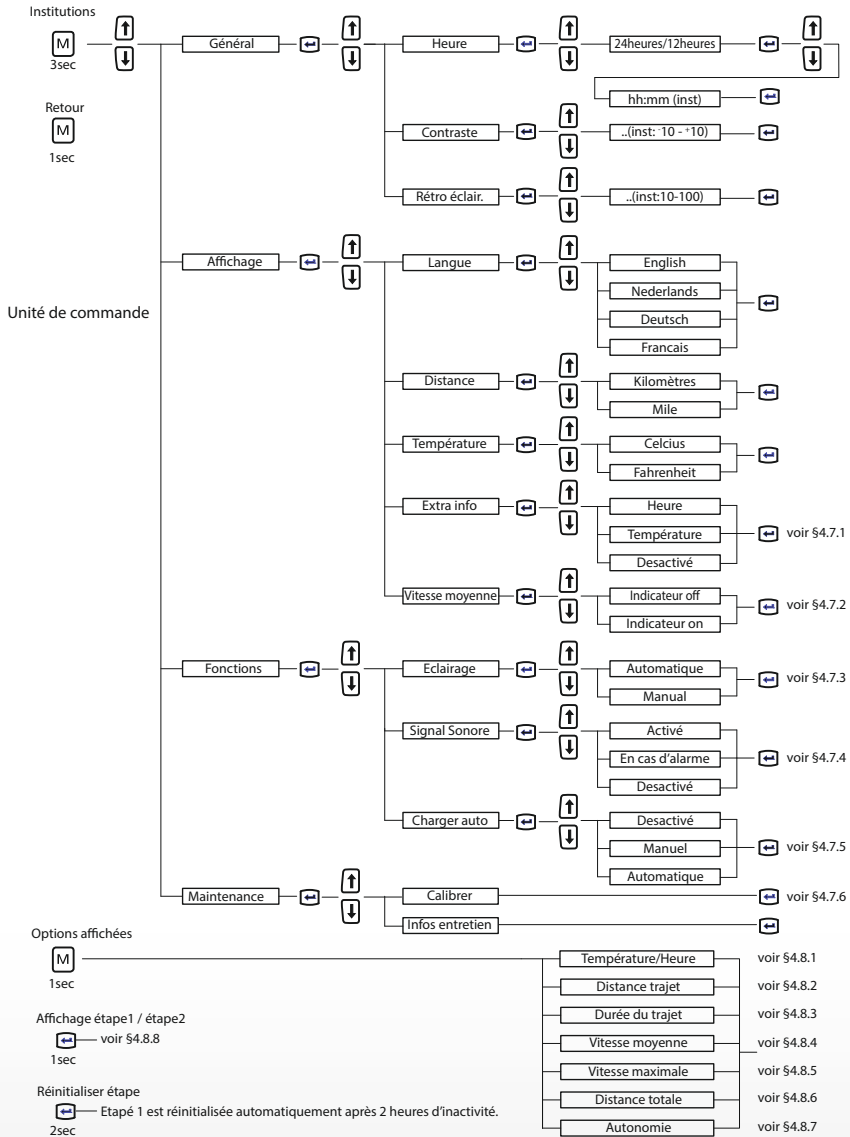 Institutions
M
3sec
Général
Heure
24heures/12heures
hh:mm (inst)
Retour
M
1sec
Contraste
..(inst: -10 - +10)
Rétro éclair.
..(inst:10-100)
Affichage
Langue
English
Nederlands
Deutsch
Francais
Unité de commande
Distance
Kilomètres
Mile
Température
Celcius
Fahrenheit
Extra info
Heure
Température
Desactivé
voir §4.7.1
Vitesse moyenne
Indicateur off
Indicateur on
voir §4.7.2
Fonctions
Eclairage
Automatique
Manual
voir §4.7.3
Signal Sonore
Activé
En cas d'alarme
Desactivé
voir §4.7.4
Charger auto
Desactivé
Manuel
Automatique
voir §4.7.5
Maintenance
Calibrer
voir §4.7.6
Infos entretien
Options affichées
M
1sec
Température/Heure voir §4.8.1
Distance trajet voir §4.8.2
Durée du trajet voir §4.8.3
Vitesse moyenne voir §4.8.4
Vitesse maximale voir §4.8.5
Distance totale voir §4.8.6
Autonomie voir §4.8.7
Affichage étape1 / étape2
voir §4.8.8
1sec
Réinitialiser étape
Etapé 1 est réinitialisée automatiquement après 2 heures d'inactivité.
2sec